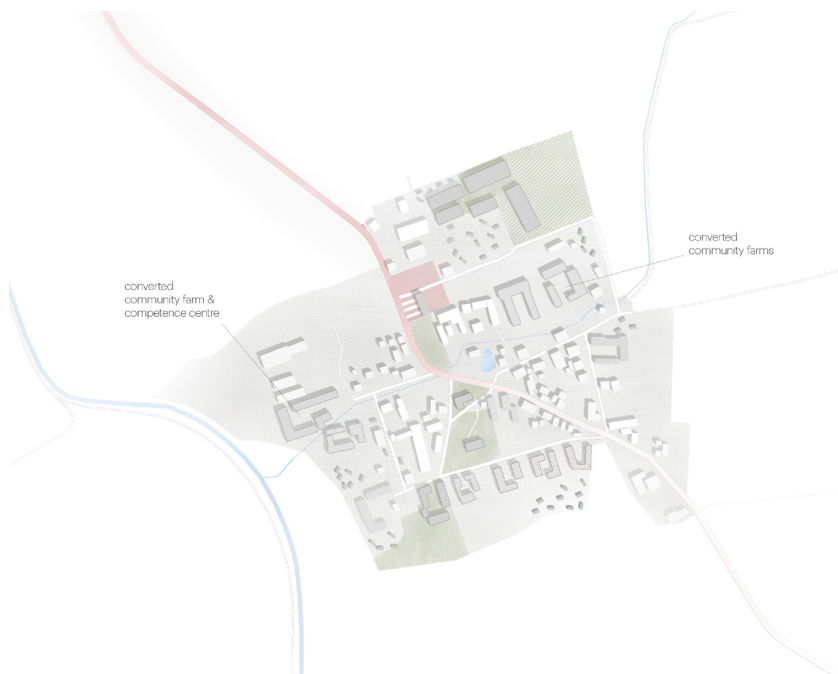 converted
community farms
converted
community farm &
competence centre